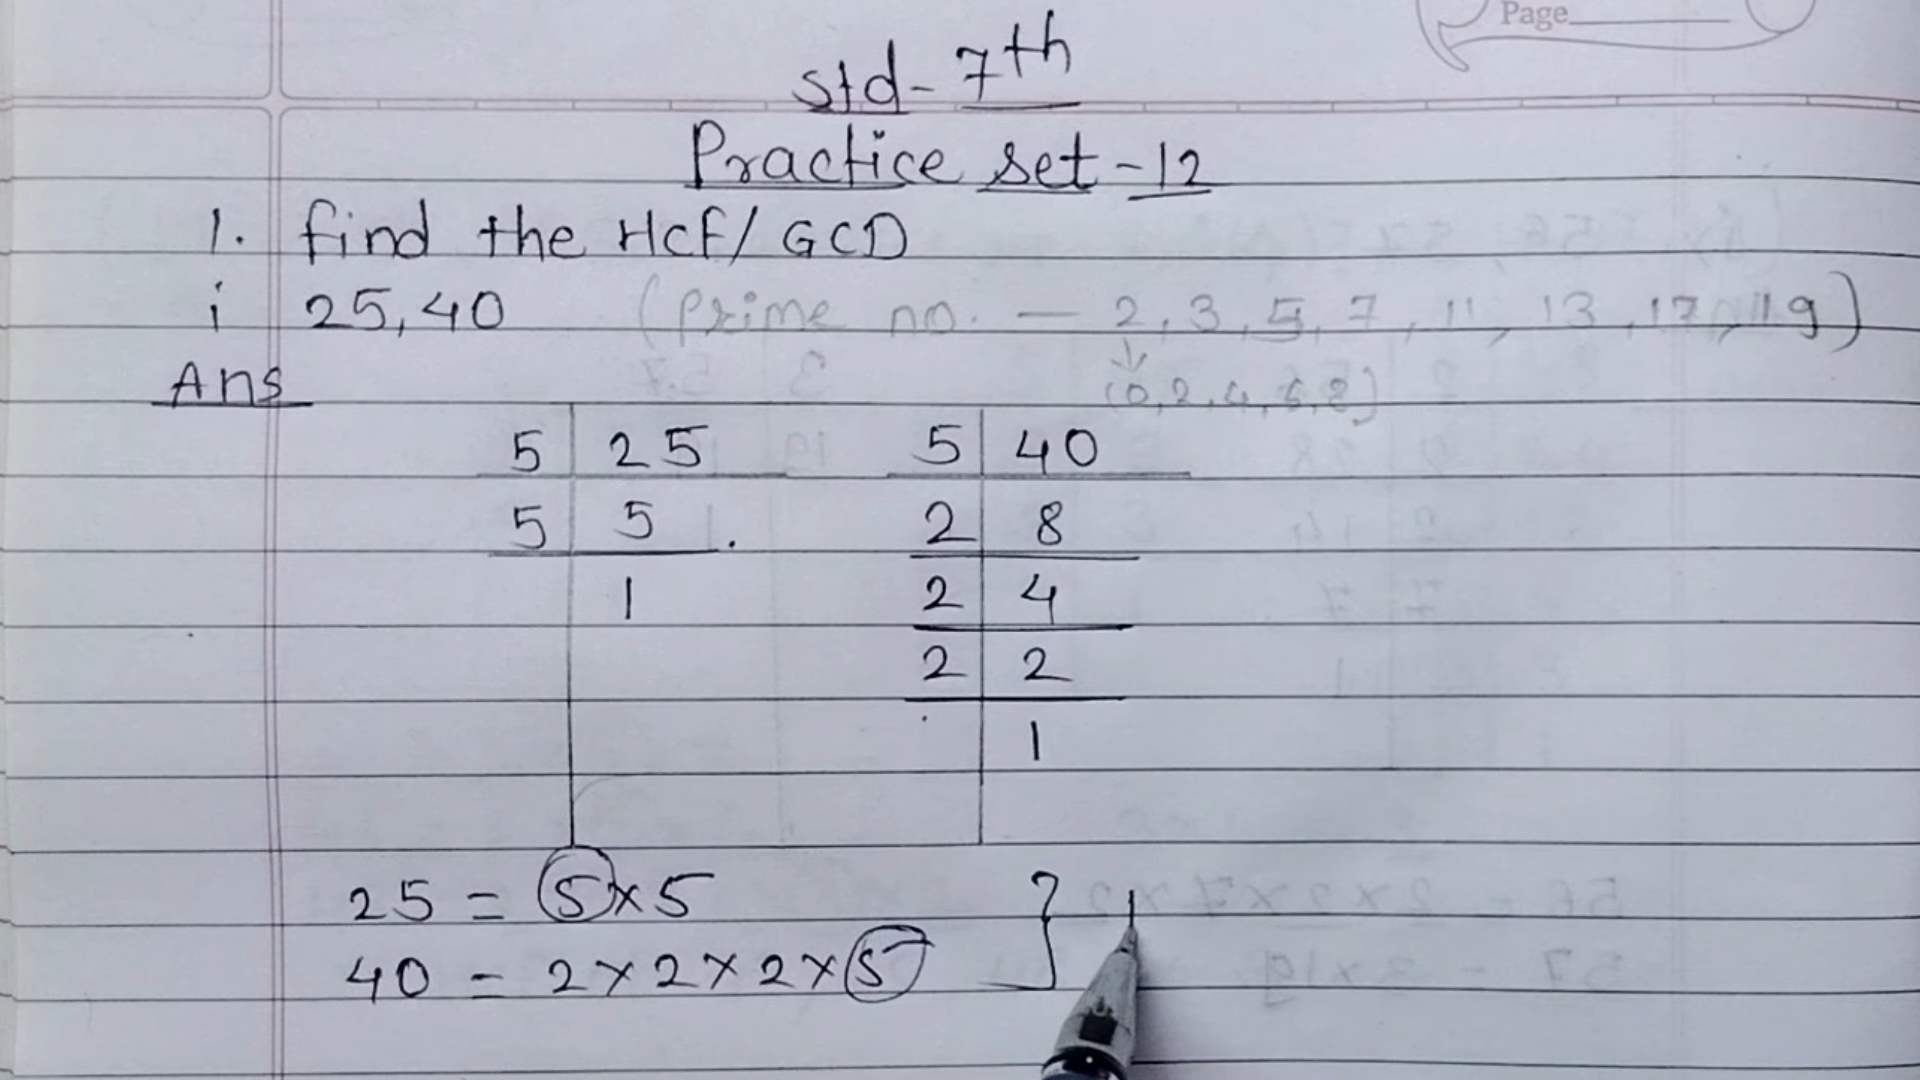 Page
Std-7th
Practice set-12
1. find the HCF/GCD
i 25,40 (Prime no. — 2,3,5,7,11,13,17,19)
(0,2,4,6,8)
Ans
5 25 5 40
5 5 . 2 8
1 2 4
2 2
1
25 = 5×5
40 = 2×2×2×5